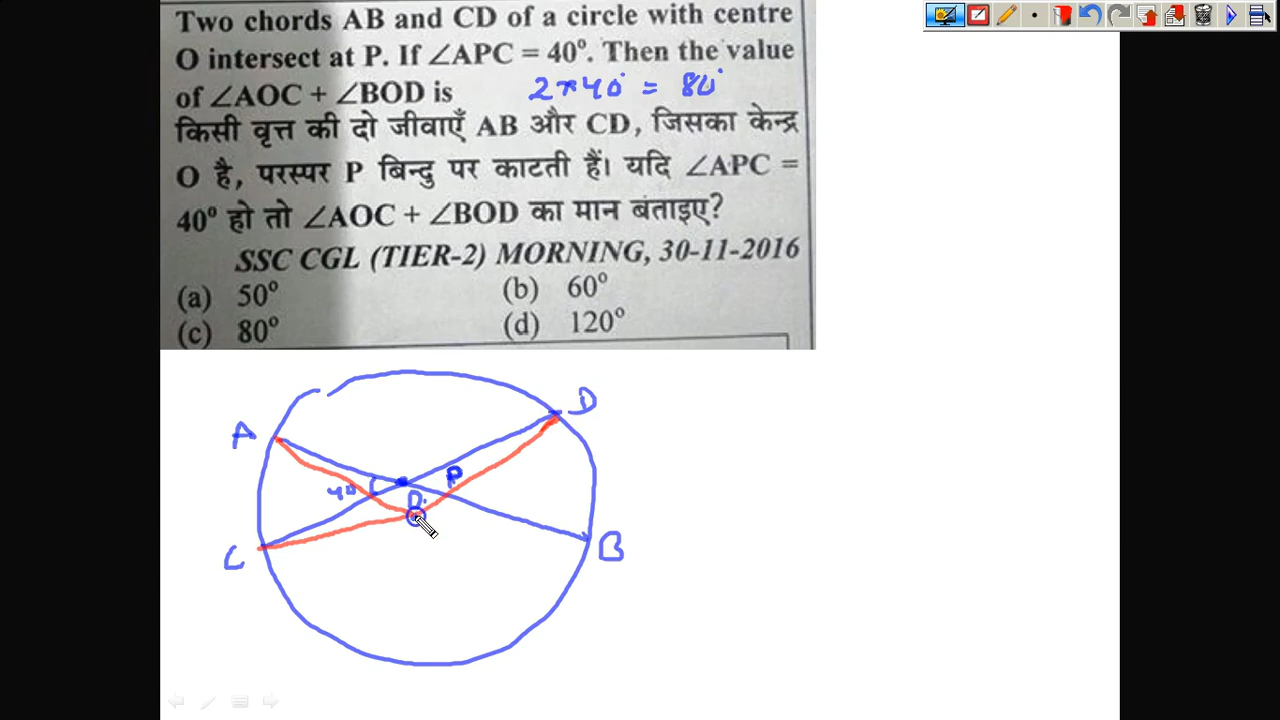 Two chords AB and CD of a circle with centre
O intersect at P. If ∠APC = 40°. Then the value
of ∠AOC + ∠BOD is 2×40° = 80°
किसी वृत्त की दो जीवाएँ AB और CD, जिसका केन्द्र
O है, परस्पर P बिन्दु पर काटती हैं। यदि ∠APC =
40° हो तो ∠AOC + ∠BOD का मान बताइए?
SSC CGL (TIER-2) MORNING, 30-11-2016
(a) 50° (b) 60°
(c) 80° (d) 120°
D
A
P
40
O
C
B